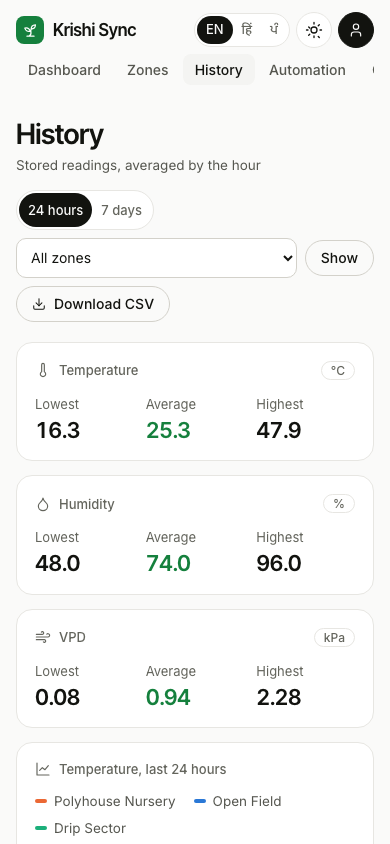 Krishi Sync
EN हिं ਪੰ
Dashboard Zones History Automation
History
Stored readings, averaged by the hour
24 hours 7 days
All zones Show
Download CSV
Temperature °C
Lowest Average Highest
16.3 25.3 47.9
Humidity %
Lowest Average Highest
48.0 74.0 96.0
VPD kPa
Lowest Average Highest
0.08 0.94 2.28
Temperature, last 24 hours
Polyhouse Nursery Open Field
Drip Sector